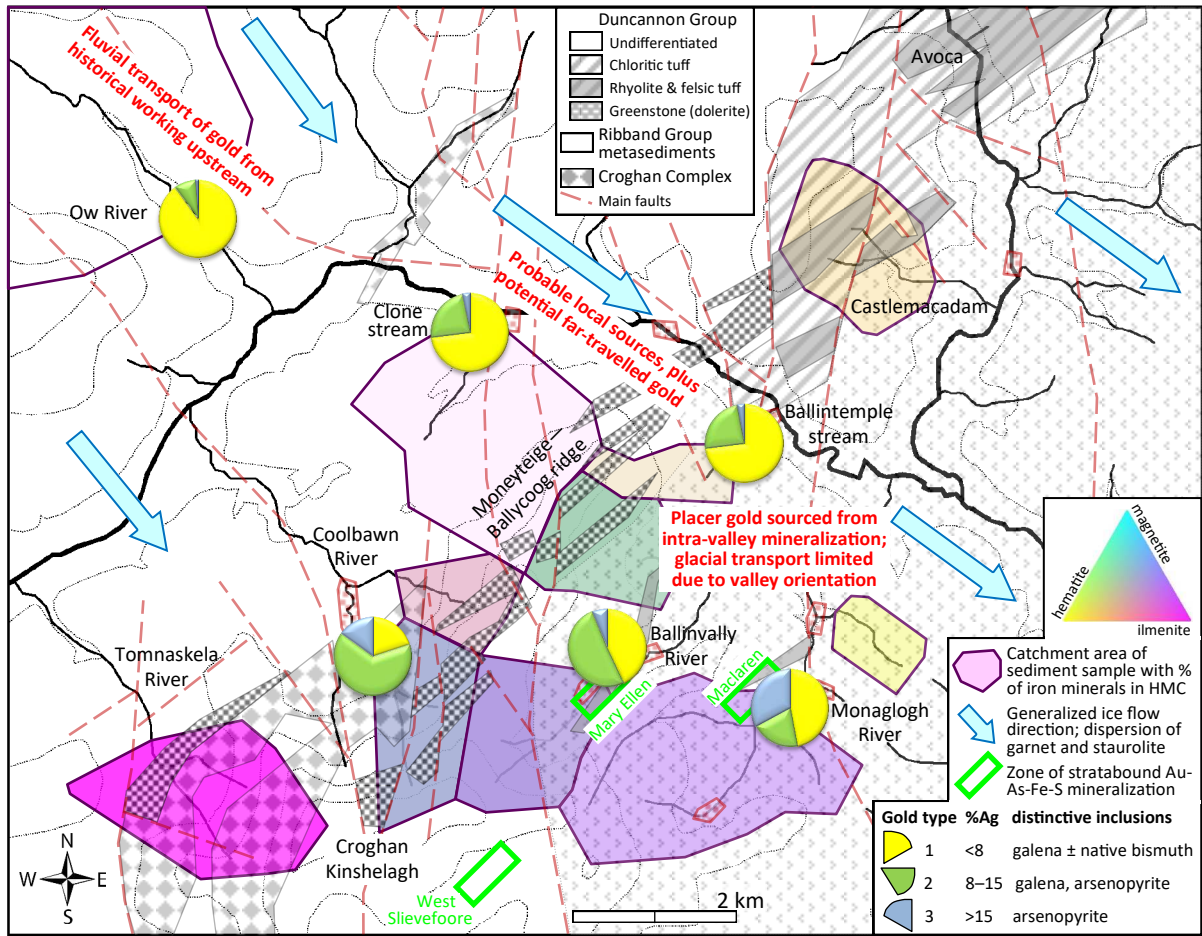 Duncannon Group
Undifferentiated
Chloritic tuff
Rhyolite & felsic tuff
Greenstone (dolerite)
Ribband Group
metasediments
Croghan Complex
Main faults
Fluvial transport of gold from
historical working upstream
Avoca
Ow River
Probable local sources, plus
potential far-travelled gold
Clone
stream
Castlemacadam
Ballintemple
stream
Moneyteige –
Ballycoog ridge
Placer gold sourced from
intra-valley mineralization;
glacial transport limited
due to valley orientation
Coolbawn
River
Tomnaskela
River
Ballinvally
River
Mary Ellen
Maclaren
Monaglogh
River
Croghan
Kinshelagh
West
Slievefoore
N
W
E
S
2 km
magnetite
hematite
ilmenite
Catchment area of
sediment sample with %
of iron minerals in HMC
Generalized ice flow
direction; dispersion of
garnet and staurolite
Zone of stratabound Au-
As-Fe-S mineralization
Gold type %Ag distinctive inclusions
1 <8 galena ± native bismuth
2 8–15 galena, arsenopyrite
3 >15 arsenopyrite